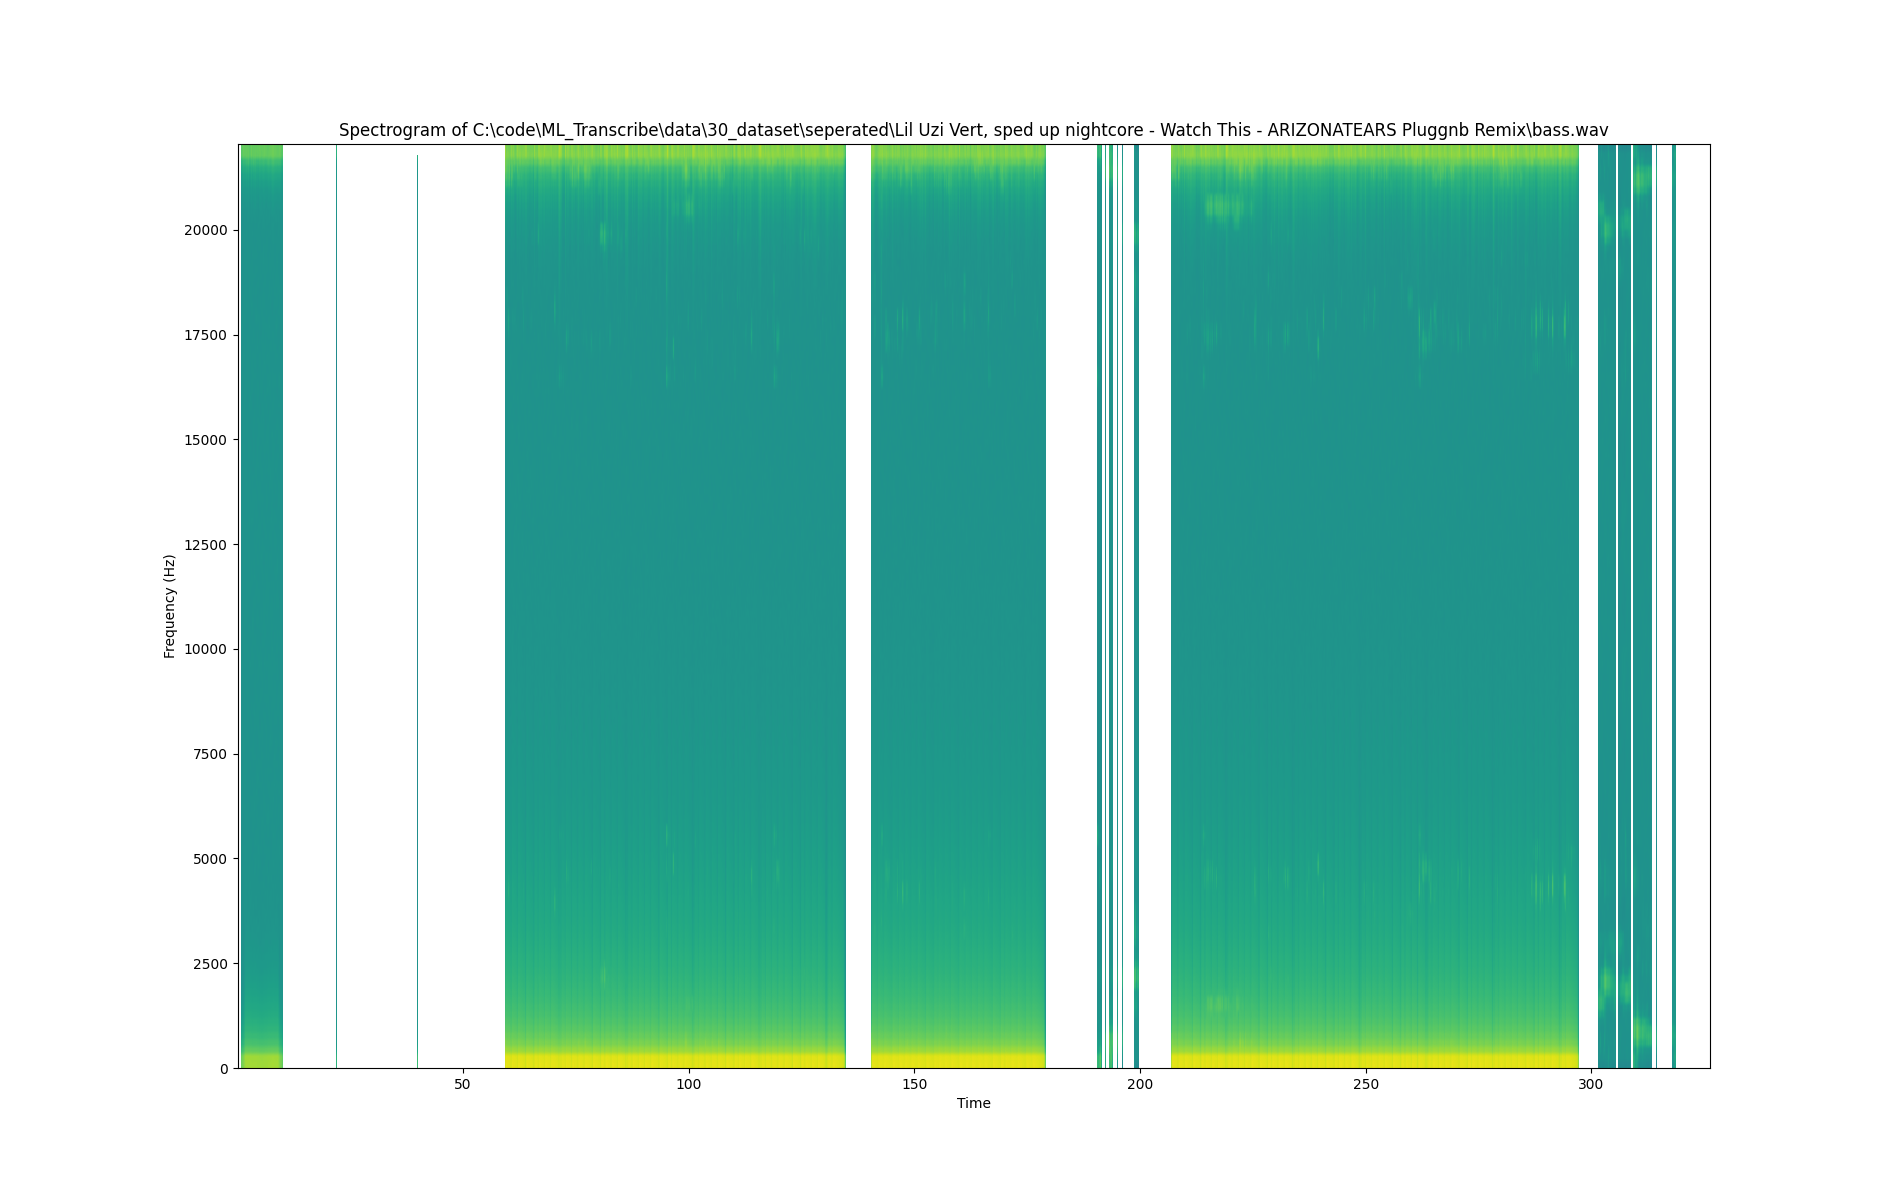 Spectrogram of C:\code\ML_Transcribe\data\30_dataset\seperated\Lil Uzi Vert, sped up nightcore - Watch This - ARIZONATEARS Pluggnb Remix\bass.wav
Frequency (Hz)
20000
17500
15000
12500
10000
7500
5000
2500
0
50 100 150 200 250 300
Time